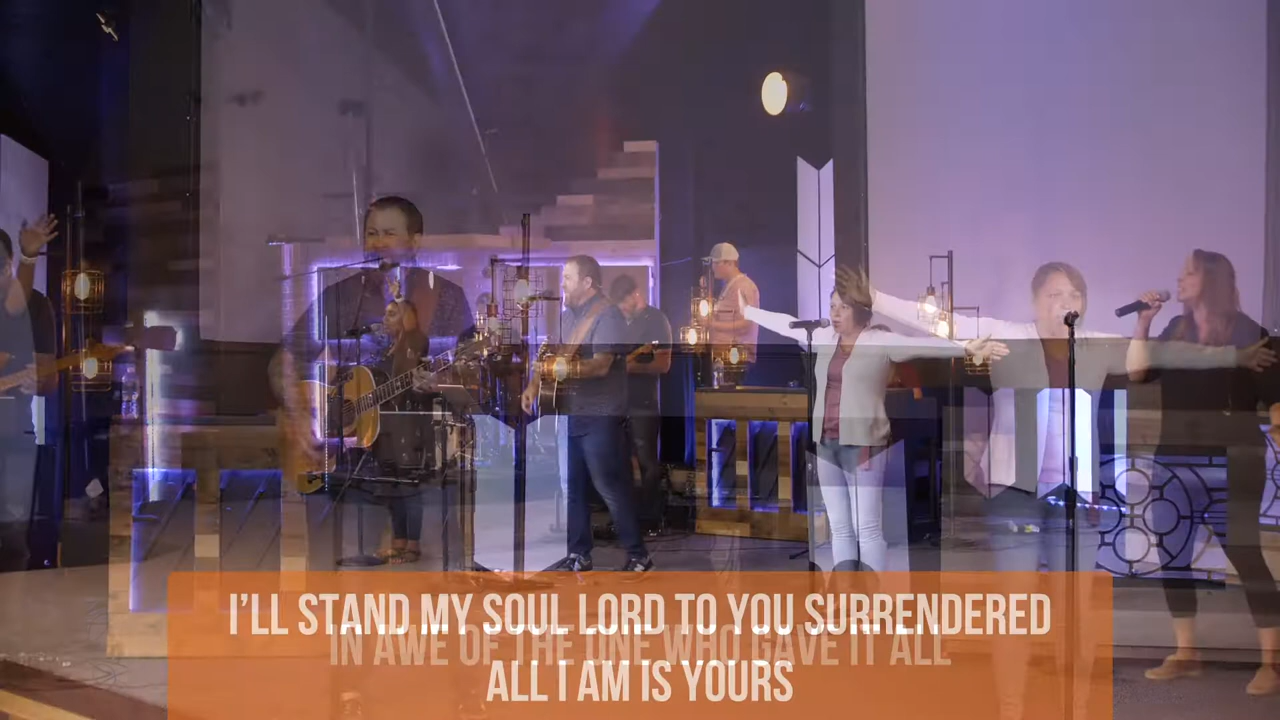 I'LL STAND MY SOUL LORD TO YOU SURRENDERED
IN AWE OF THE ONE WHO GAVE IT ALL
ALL I AM IS YOURS